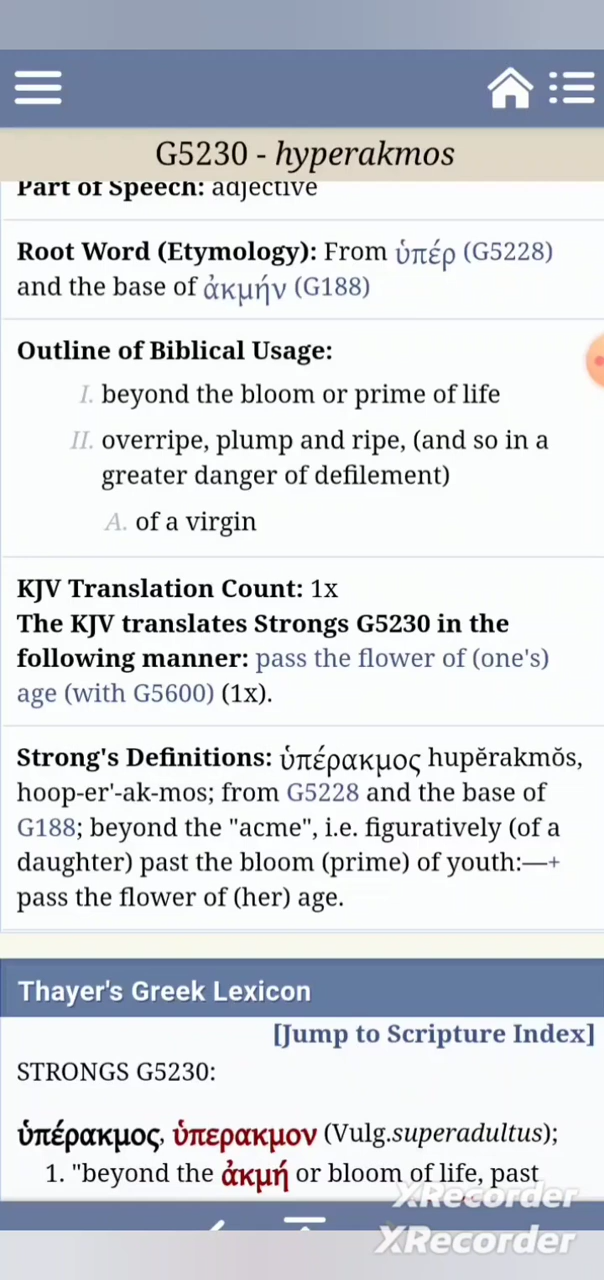 G5230 - hyperakmos
Part of Speech: adjective
Root Word (Etymology): From ὑπέρ (G5228)
and the base of ἀκμήν (G188)
Outline of Biblical Usage:
I. beyond the bloom or prime of life
II. overripe, plump and ripe, (and so in a
greater danger of defilement)
A. of a virgin
KJV Translation Count: 1x
The KJV translates Strongs G5230 in the
following manner: pass the flower of (one's)
age (with G5600) (1x).
Strong's Definitions: ὑπέρακμος hupĕrakmŏs,
hoop-er'-ak-mos; from G5228 and the base of
G188; beyond the "acme", i.e. figuratively (of a
daughter) past the bloom (prime) of youth:—+
pass the flower of (her) age.
Thayer's Greek Lexicon
[Jump to Scripture Index]
STRONGS G5230:
ὑπέρακμος, ὑπερακμον (Vulg.superadultus);
1. "beyond the ἀκμή or bloom of life, past
XRecorder
XRecorder